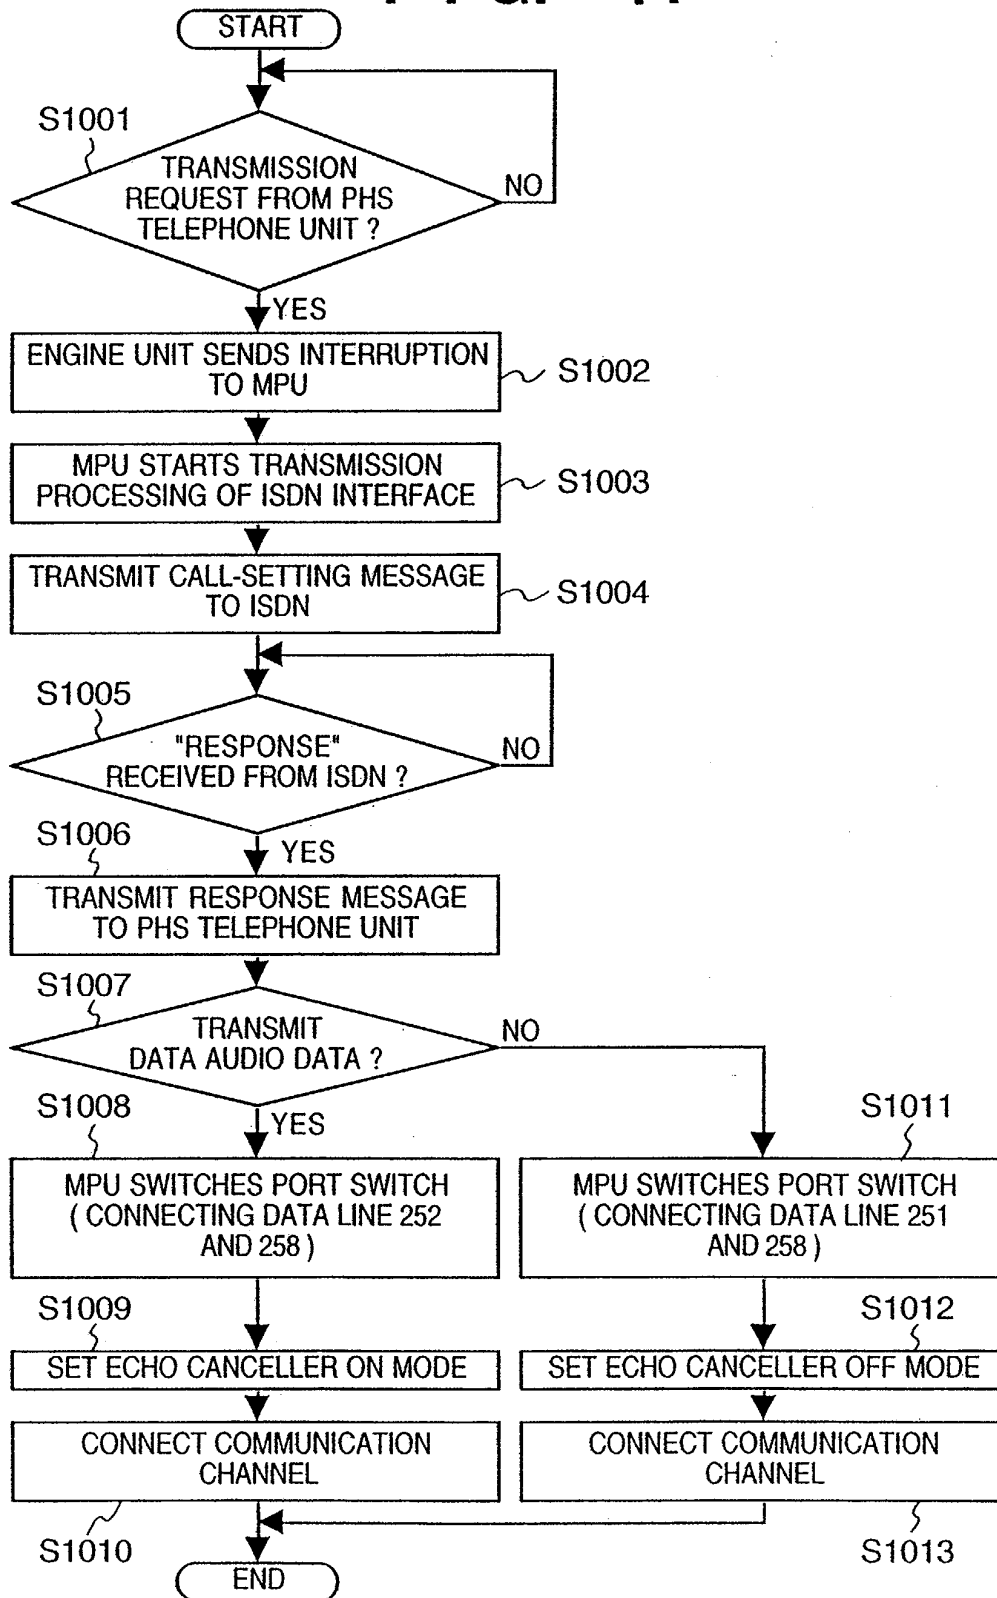 START
S1001
TRANSMISSION
REQUEST FROM PHS
TELEPHONE UNIT ?
NO
YES
ENGINE UNIT SENDS INTERRUPTION
TO MPU
S1002
MPU STARTS TRANSMISSION
PROCESSING OF ISDN INTERFACE
S1003
TRANSMIT CALL-SETTING MESSAGE
TO ISDN
S1004
S1005
"RESPONSE"
RECEIVED FROM ISDN ?
NO
S1006
YES
TRANSMIT RESPONSE MESSAGE
TO PHS TELEPHONE UNIT
S1007
TRANSMIT
DATA AUDIO DATA ?
NO
S1008
YES
S1011
MPU SWITCHES PORT SWITCH
( CONNECTING DATA LINE 252
AND 258 )
MPU SWITCHES PORT SWITCH
( CONNECTING DATA LINE 251
AND 258 )
S1009
S1012
SET ECHO CANCELLER ON MODE
SET ECHO CANCELLER OFF MODE
CONNECT COMMUNICATION
CHANNEL
CONNECT COMMUNICATION
CHANNEL
S1010
S1013
END